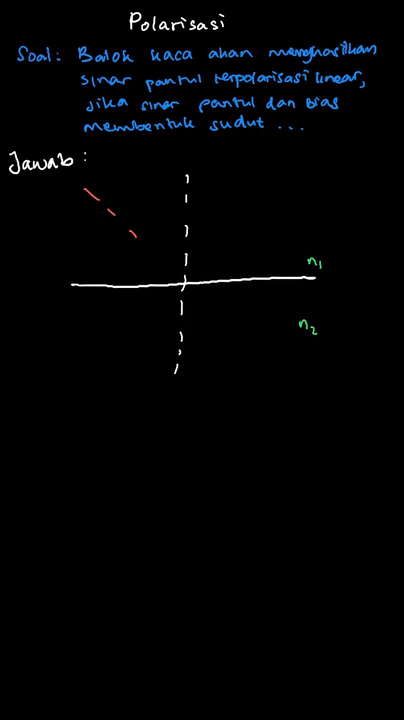 Polarisasi
Soal: Balok kaca akan menghasilkan
sinar pantul terpolarisasi linear,
jika sinar pantul dan bias
membentuk sudut ...
Jawab :
n1
n2